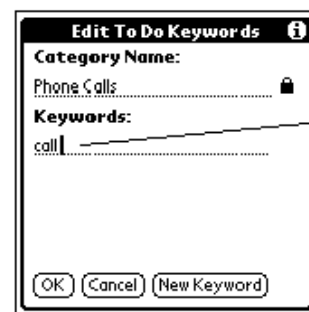 Edit To Do Keywords
Category Name:
Phone Calls
Keywords:
call
OK Cancel New Keyword